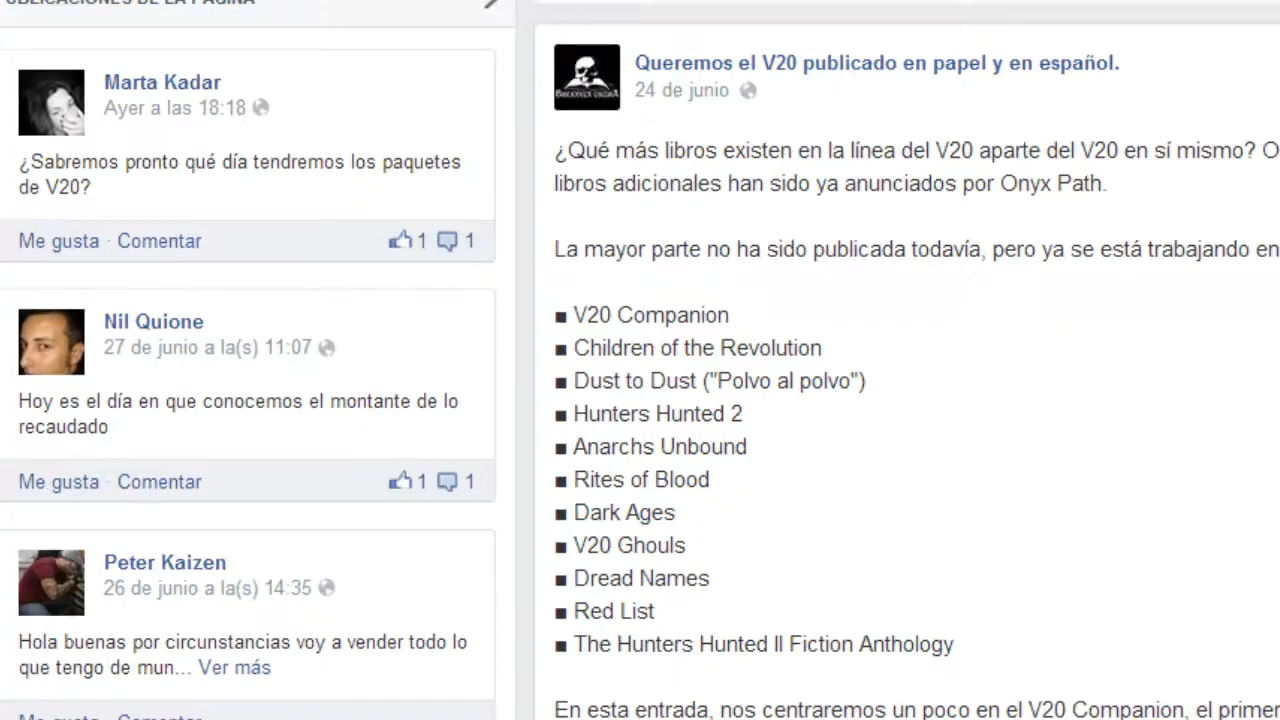 UBLICACIONES DE LA PÁGINA
Marta Kadar
Ayer a las 18:18
¿Sabremos pronto qué día tendremos los paquetes
de V20?
Me gusta · Comentar 1 1
Nil Quione
27 de junio a la(s) 11:07
Hoy es el día en que conocemos el montante de lo
recaudado
Me gusta · Comentar 1 1
Peter Kaizen
26 de junio a la(s) 14:35
Hola buenas por circunstancias voy a vender todo lo
que tengo de mun... Ver más
Me gusta · Comentar
Queremos el V20 publicado en papel y en español.
24 de junio
¿Qué más libros existen en la línea del V20 aparte del V20 en sí mismo? O
libros adicionales han sido ya anunciados por Onyx Path.
La mayor parte no ha sido publicada todavía, pero ya se está trabajando en
■ V20 Companion
■ Children of the Revolution
■ Dust to Dust ("Polvo al polvo")
■ Hunters Hunted 2
■ Anarchs Unbound
■ Rites of Blood
■ Dark Ages
■ V20 Ghouls
■ Dread Names
■ Red List
■ The Hunters Hunted II Fiction Anthology
En esta entrada, nos centraremos un poco en el V20 Companion, el primer